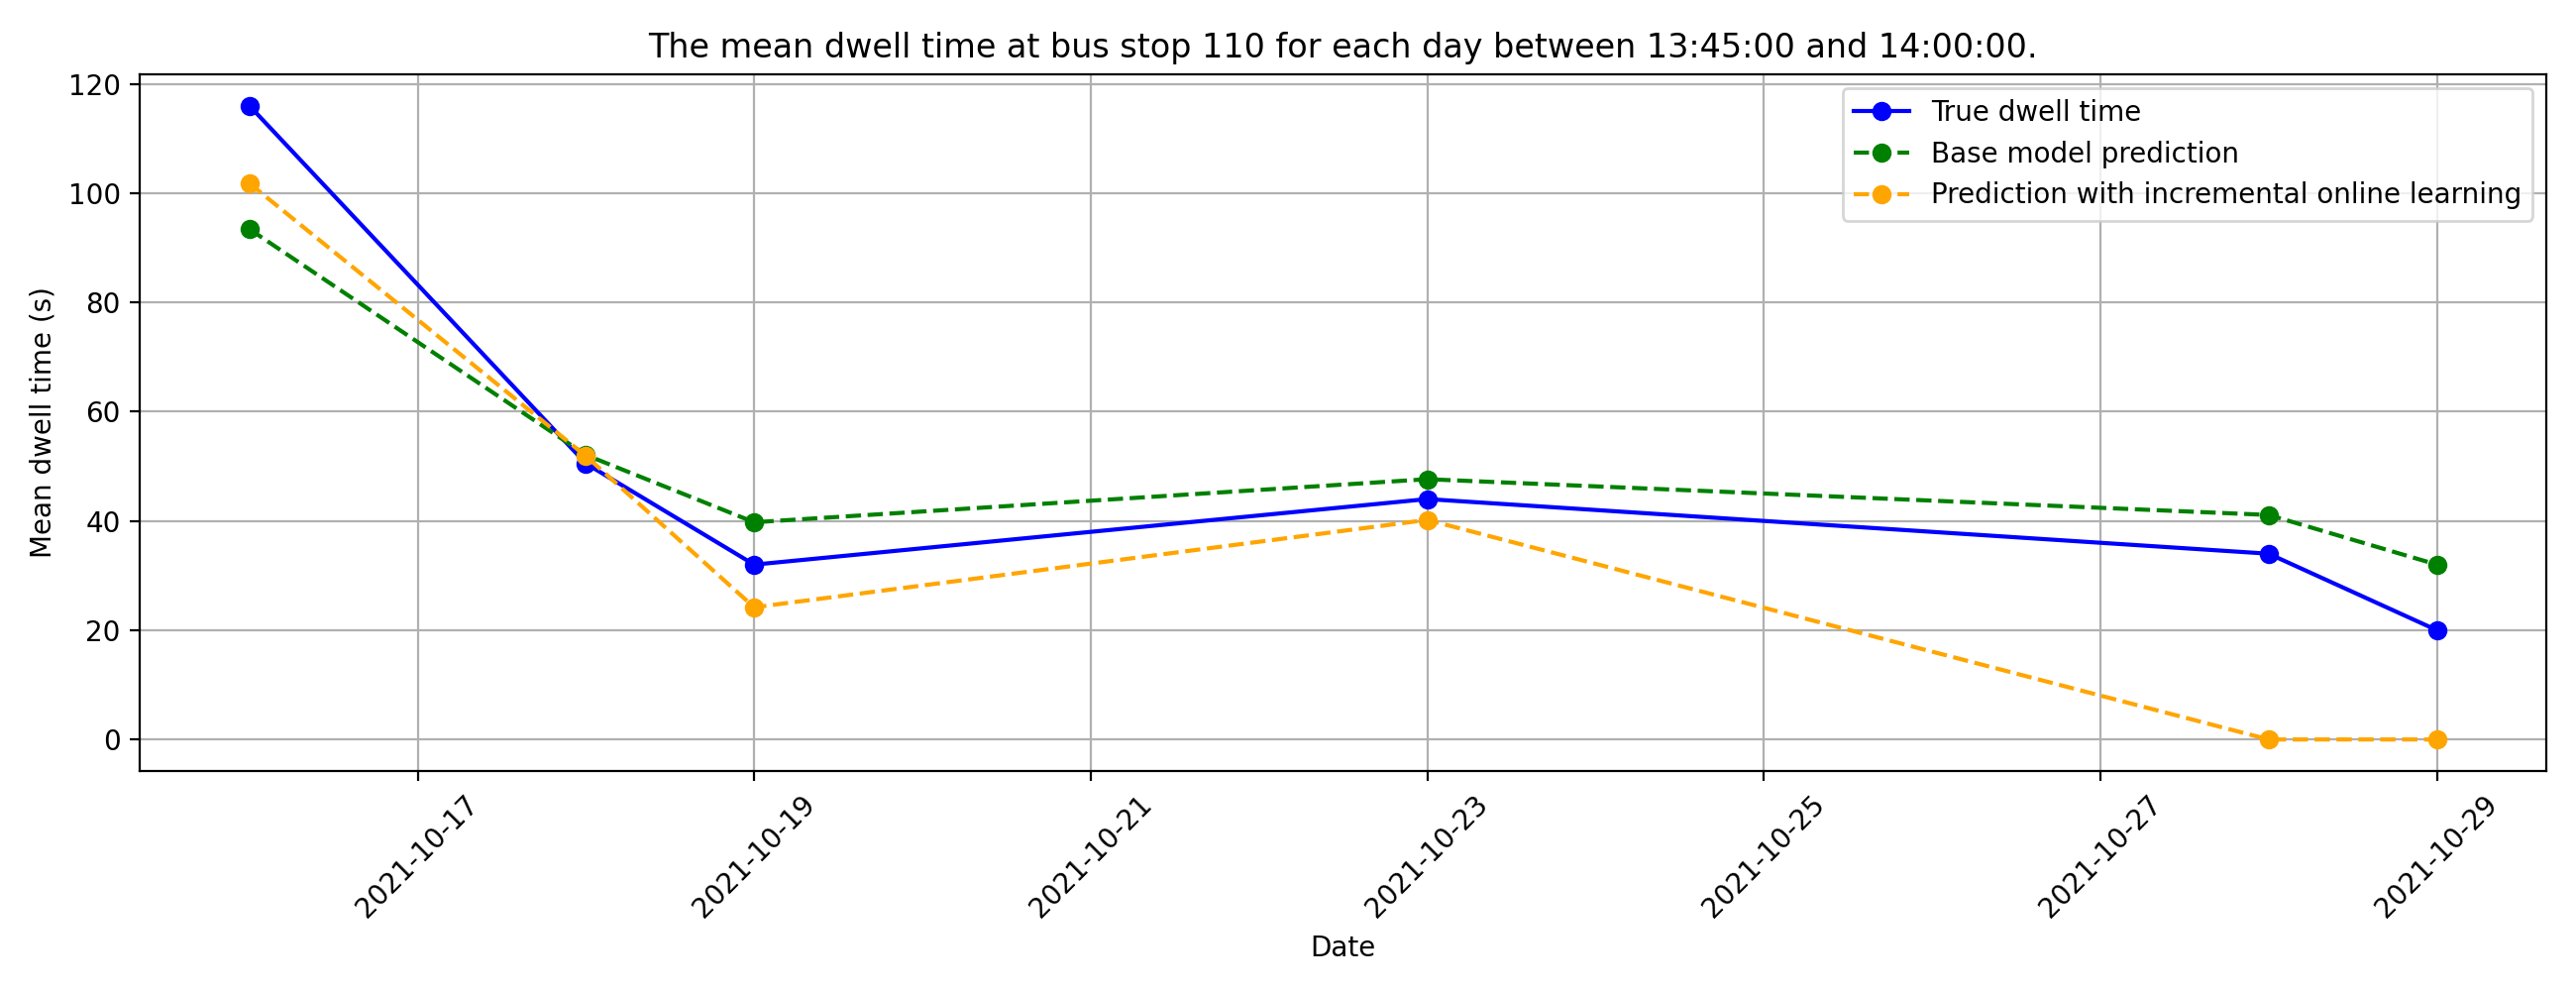 The mean dwell time at bus stop 110 for each day between 13:45:00 and 14:00:00.
True dwell time
Base model prediction
Prediction with incremental online learning
Mean dwell time (s)
120
100
80
60
40
20
0
2021-10-17
2021-10-19
2021-10-21
2021-10-23
2021-10-25
2021-10-27
2021-10-29
Date